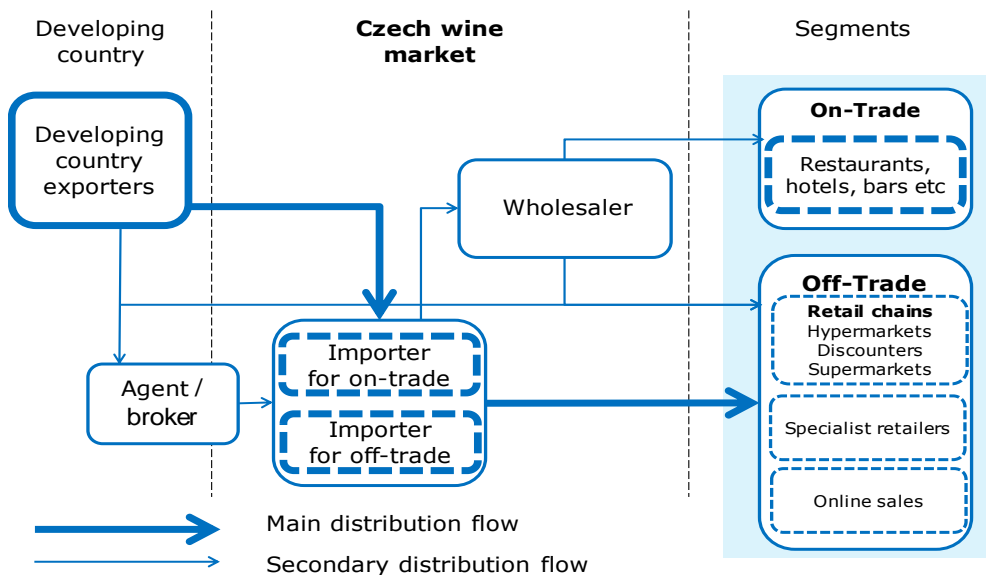 Developing
country
Czech wine
market
Segments
Developing
country
exporters
On-Trade
Restaurants,
hotels, bars etc
Wholesaler
Off-Trade
Retail chains
Hypermarkets
Discounters
Supermarkets
Importer
for on-trade
Agent /
broker
Importer
for off-trade
Specialist retailers
Online sales
Main distribution flow
Secondary distribution flow